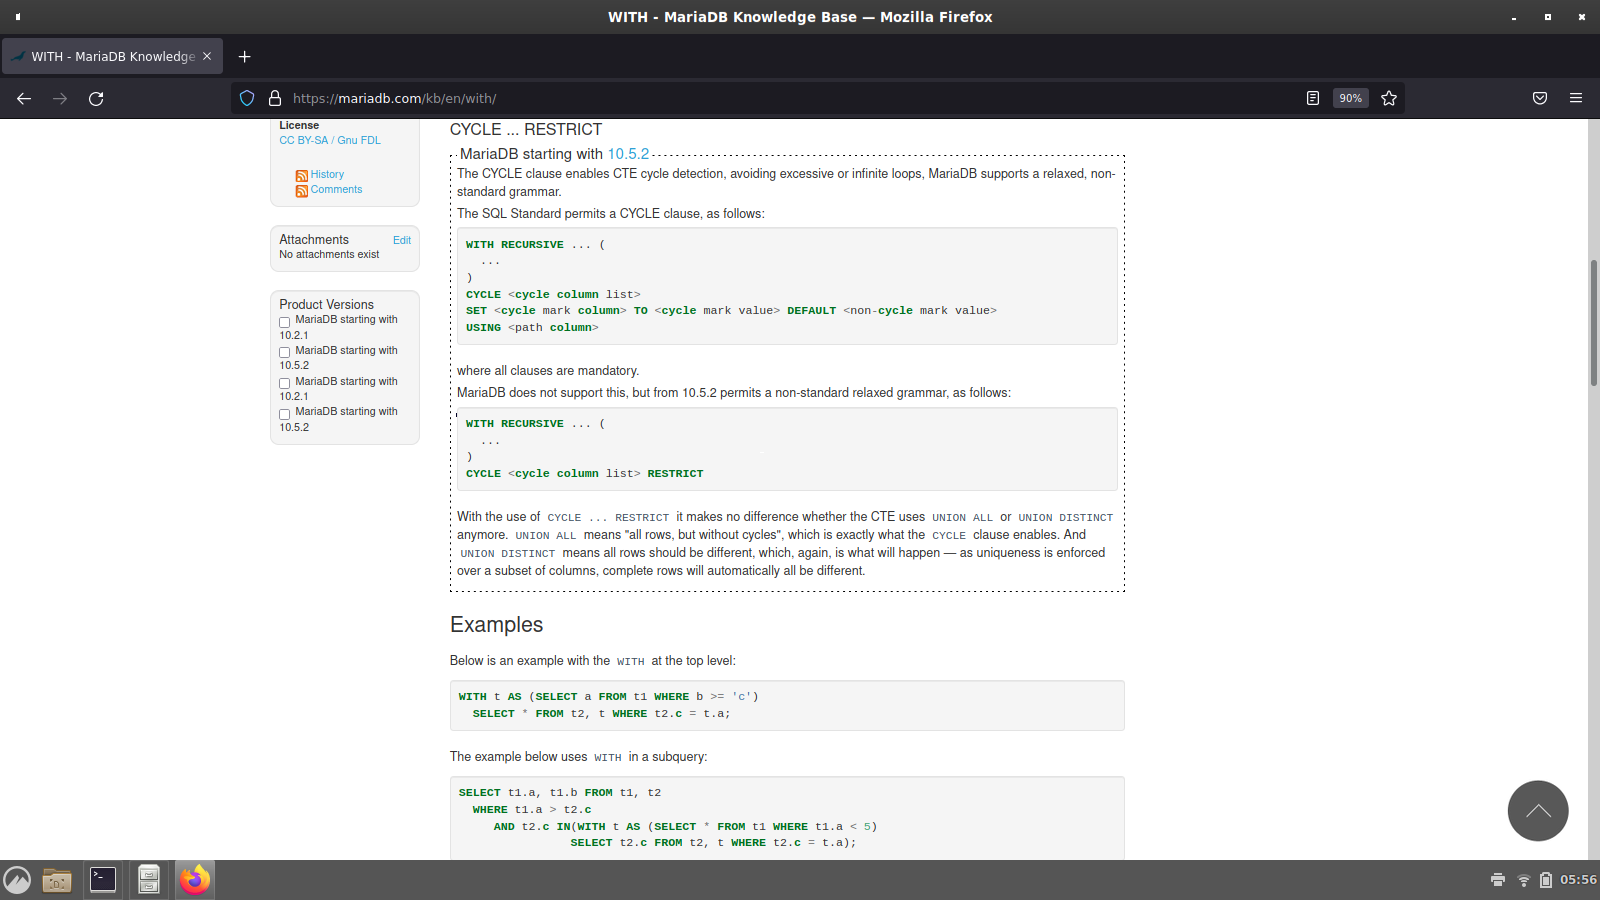 WITH - MariaDB Knowledge Base — Mozilla Firefox
WITH - MariaDB Knowledge
https://mariadb.com/kb/en/with/
90%
License
CC BY-SA / Gnu FDL
History
Comments
Attachments
Edit
No attachments exist
Product Versions
MariaDB starting with
10.2.1
MariaDB starting with
10.5.2
MariaDB starting with
10.2.1
MariaDB starting with
10.5.2
CYCLE ... RESTRICT
MariaDB starting with 10.5.2
The CYCLE clause enables CTE cycle detection, avoiding excessive or infinite loops, MariaDB supports a relaxed, non-
standard grammar.
The SQL Standard permits a CYCLE clause, as follows:
WITH RECURSIVE ... (
...
)
CYCLE <cycle column list>
SET <cycle mark column> TO <cycle mark value> DEFAULT <non-cycle mark value>
USING <path column>
where all clauses are mandatory.
MariaDB does not support this, but from 10.5.2 permits a non-standard relaxed grammar, as follows:
WITH RECURSIVE ... (
...
)
CYCLE <cycle column list> RESTRICT
With the use of CYCLE ... RESTRICT it makes no difference whether the CTE uses UNION ALL or UNION DISTINCT
anymore. UNION ALL means "all rows, but without cycles", which is exactly what the CYCLE clause enables. And
UNION DISTINCT means all rows should be different, which, again, is what will happen — as uniqueness is enforced
over a subset of columns, complete rows will automatically all be different.
Examples
Below is an example with the WITH at the top level:
WITH t AS (SELECT a FROM t1 WHERE b >= 'c')
SELECT * FROM t2, t WHERE t2.c = t.a;
The example below uses WITH in a subquery:
SELECT t1.a, t1.b FROM t1, t2
WHERE t1.a > t2.c
AND t2.c IN(WITH t AS (SELECT * FROM t1 WHERE t1.a < 5)
SELECT t2.c FROM t2, t WHERE t2.c = t.a);
05:56